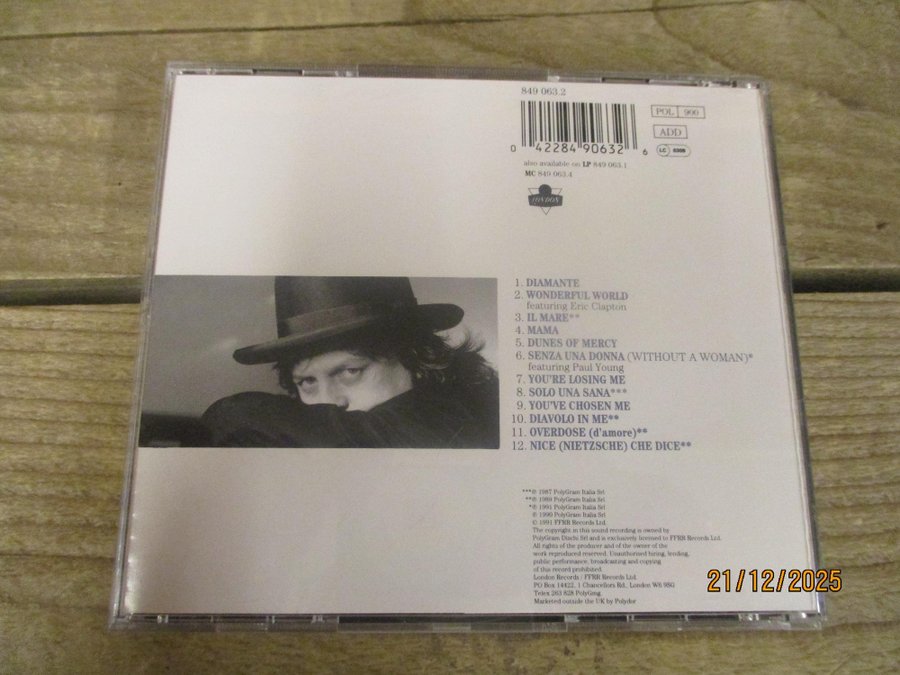 849 063.2
POL 900
ADD
LC
0 42284 90632 6
also available on LP 849 063.1
MC 849 063.4
LONDON
1. DIAMANTE
2. WONDERFUL WORLD
featuring Eric Clapton
3. IL MARE**
4. MAMA
5. DUNES OF MERCY
6. SENZA UNA DONNA (WITHOUT A WOMAN)*
featuring Paul Young
7. YOU'RE LOSING ME
8. SOLO UNA SANA***
9. YOU'VE CHOSEN ME
10. DIAVOLO IN ME**
11. OVERDOSE (d'amore)**
12. NICE (NIETZSCHE) CHE DICE**
***℗ 1987 PolyGram Italia Srl
**℗ 1989 PolyGram Italia Srl
*℗ 1991 PolyGram Italia Srl
℗ 1990 PolyGram Italia Srl
© 1991 FFRR Records Ltd.
The copyright in this sound recording is owned by
PolyGram Dischi Srl and is exclusively licensed to FFRR Records Ltd.
All rights of the producer and of the owner of the
work reproduced reserved. Unauthorised hiring, lending,
public performance, broadcasting and copying
of this record prohibited.
London Records / FFRR Records Ltd.
PO Box 1422, 1 Chancellors Rd., London W6 9SG
Telex 263 828 PolyGmg
Marketed outside the UK by Polydor
21/12/2025